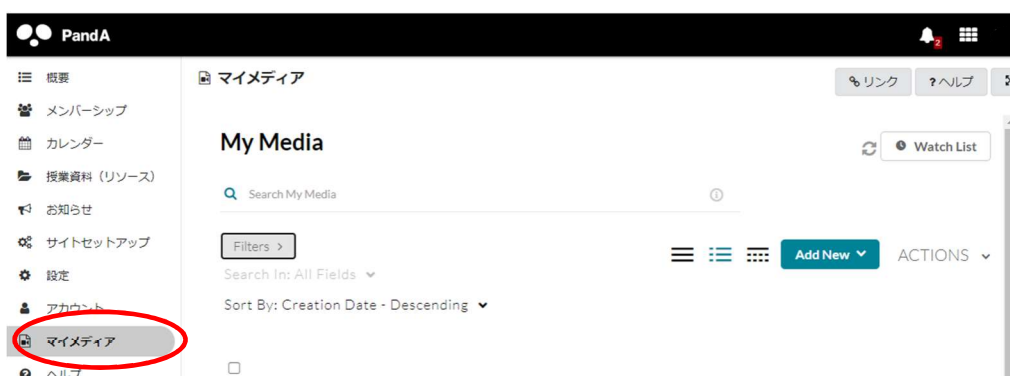 PandA
2
概要
メンバーシップ
カレンダー
授業資料（リソース）
お知らせ
サイトセットアップ
設定
アカウント
マイメディア
ヘルプ
マイメディア
リンク
?ヘルプ
My Media
Watch List
Search My Media
Filters >
Search In: All Fields
Sort By: Creation Date - Descending
Add New
ACTIONS